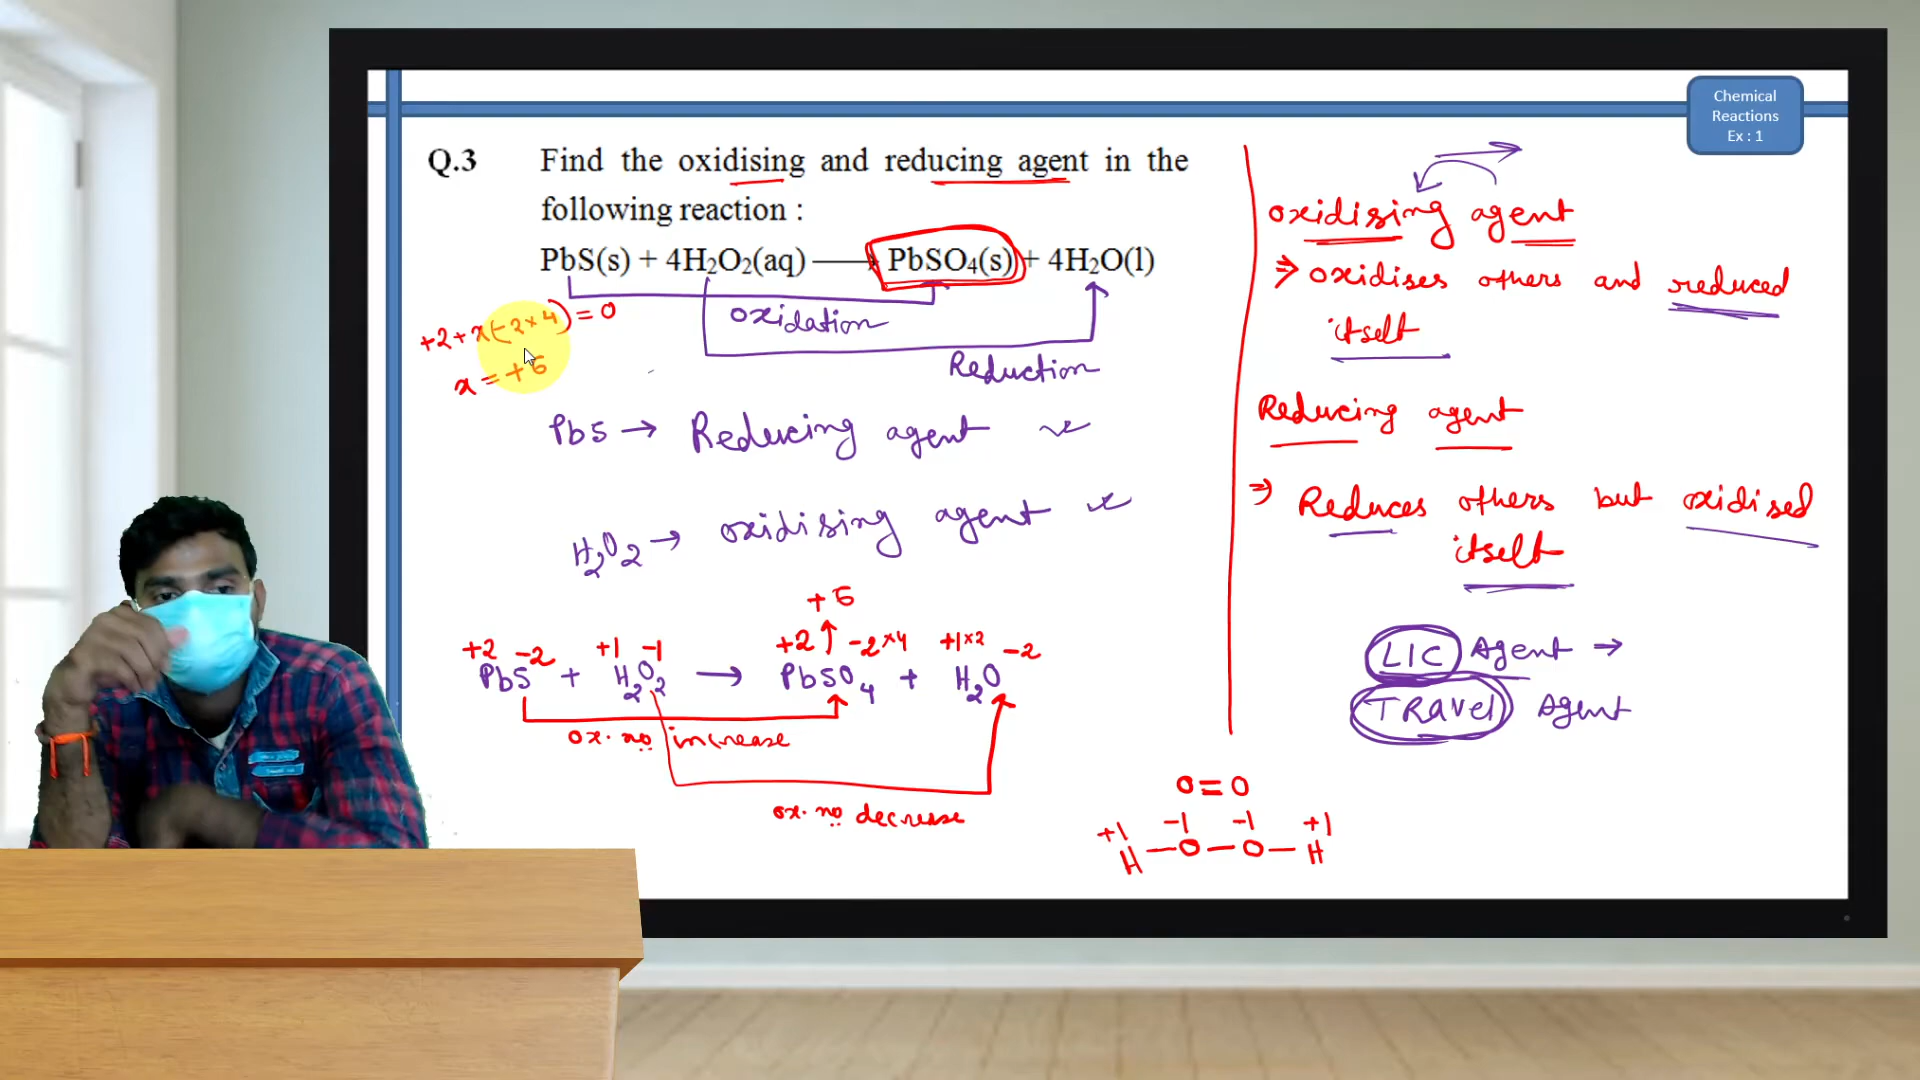 Chemical
Reactions
Ex : 1
Q.3 Find the oxidising and reducing agent in the
following reaction :
PbS(s) + 4H₂O₂(aq) ⟶ PbSO₄(s) + 4H₂O(l)
oxidation
Reduction
+2+x(-2×4)=0
x=+6
PbS → Reducing agent
H₂O₂ → oxidising agent
+6
+2 -2 +1 -1 +2 -2×4 +1×2 -2
PbS + H₂O₂ → PbSO₄ + H₂O
ox. no increase
ox. no decrease
oxidising agent
⇒ oxidises others and reduced
itself
Reducing agent
⇒ Reduces others but oxidised
itself
LIC Agent →
TRAVEL Agent
O=O
+1 -1 -1 +1
H-O-O-H